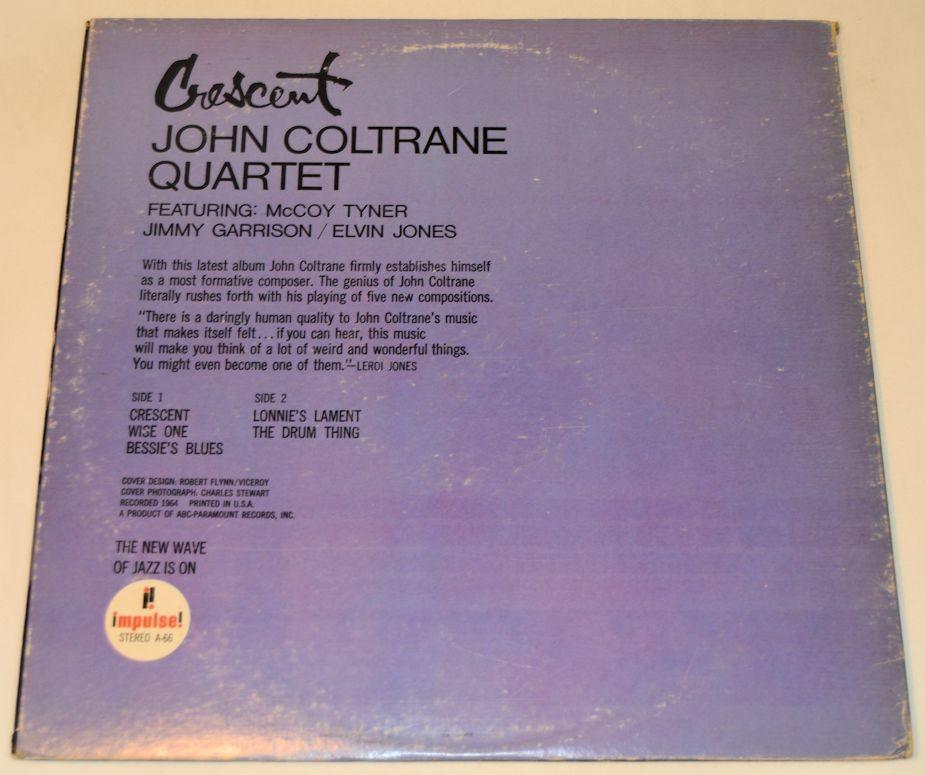 Crescent
JOHN COLTRANE
QUARTET
FEATURING: McCOY TYNER
JIMMY GARRISON / ELVIN JONES
With this latest album John Coltrane firmly establishes himself
as a most formative composer. The genius of John Coltrane
literally rushes forth with his playing of five new compositions.
"There is a daringly human quality to John Coltrane's music
that makes itself felt...if you can hear, this music
will make you think of a lot of weird and wonderful things.
You might even become one of them."—LEROI JONES
SIDE 1 SIDE 2
CRESCENT LONNIE'S LAMENT
WISE ONE THE DRUM THING
BESSIE'S BLUES
COVER DESIGN: ROBERT FLYNN/VICEROY
COVER PHOTOGRAPH: CHARLES STEWART
RECORDED 1964 PRINTED IN U.S.A.
A PRODUCT OF ABC-PARAMOUNT RECORDS, INC.
THE NEW WAVE
OF JAZZ IS ON
impulse!
STEREO A-66